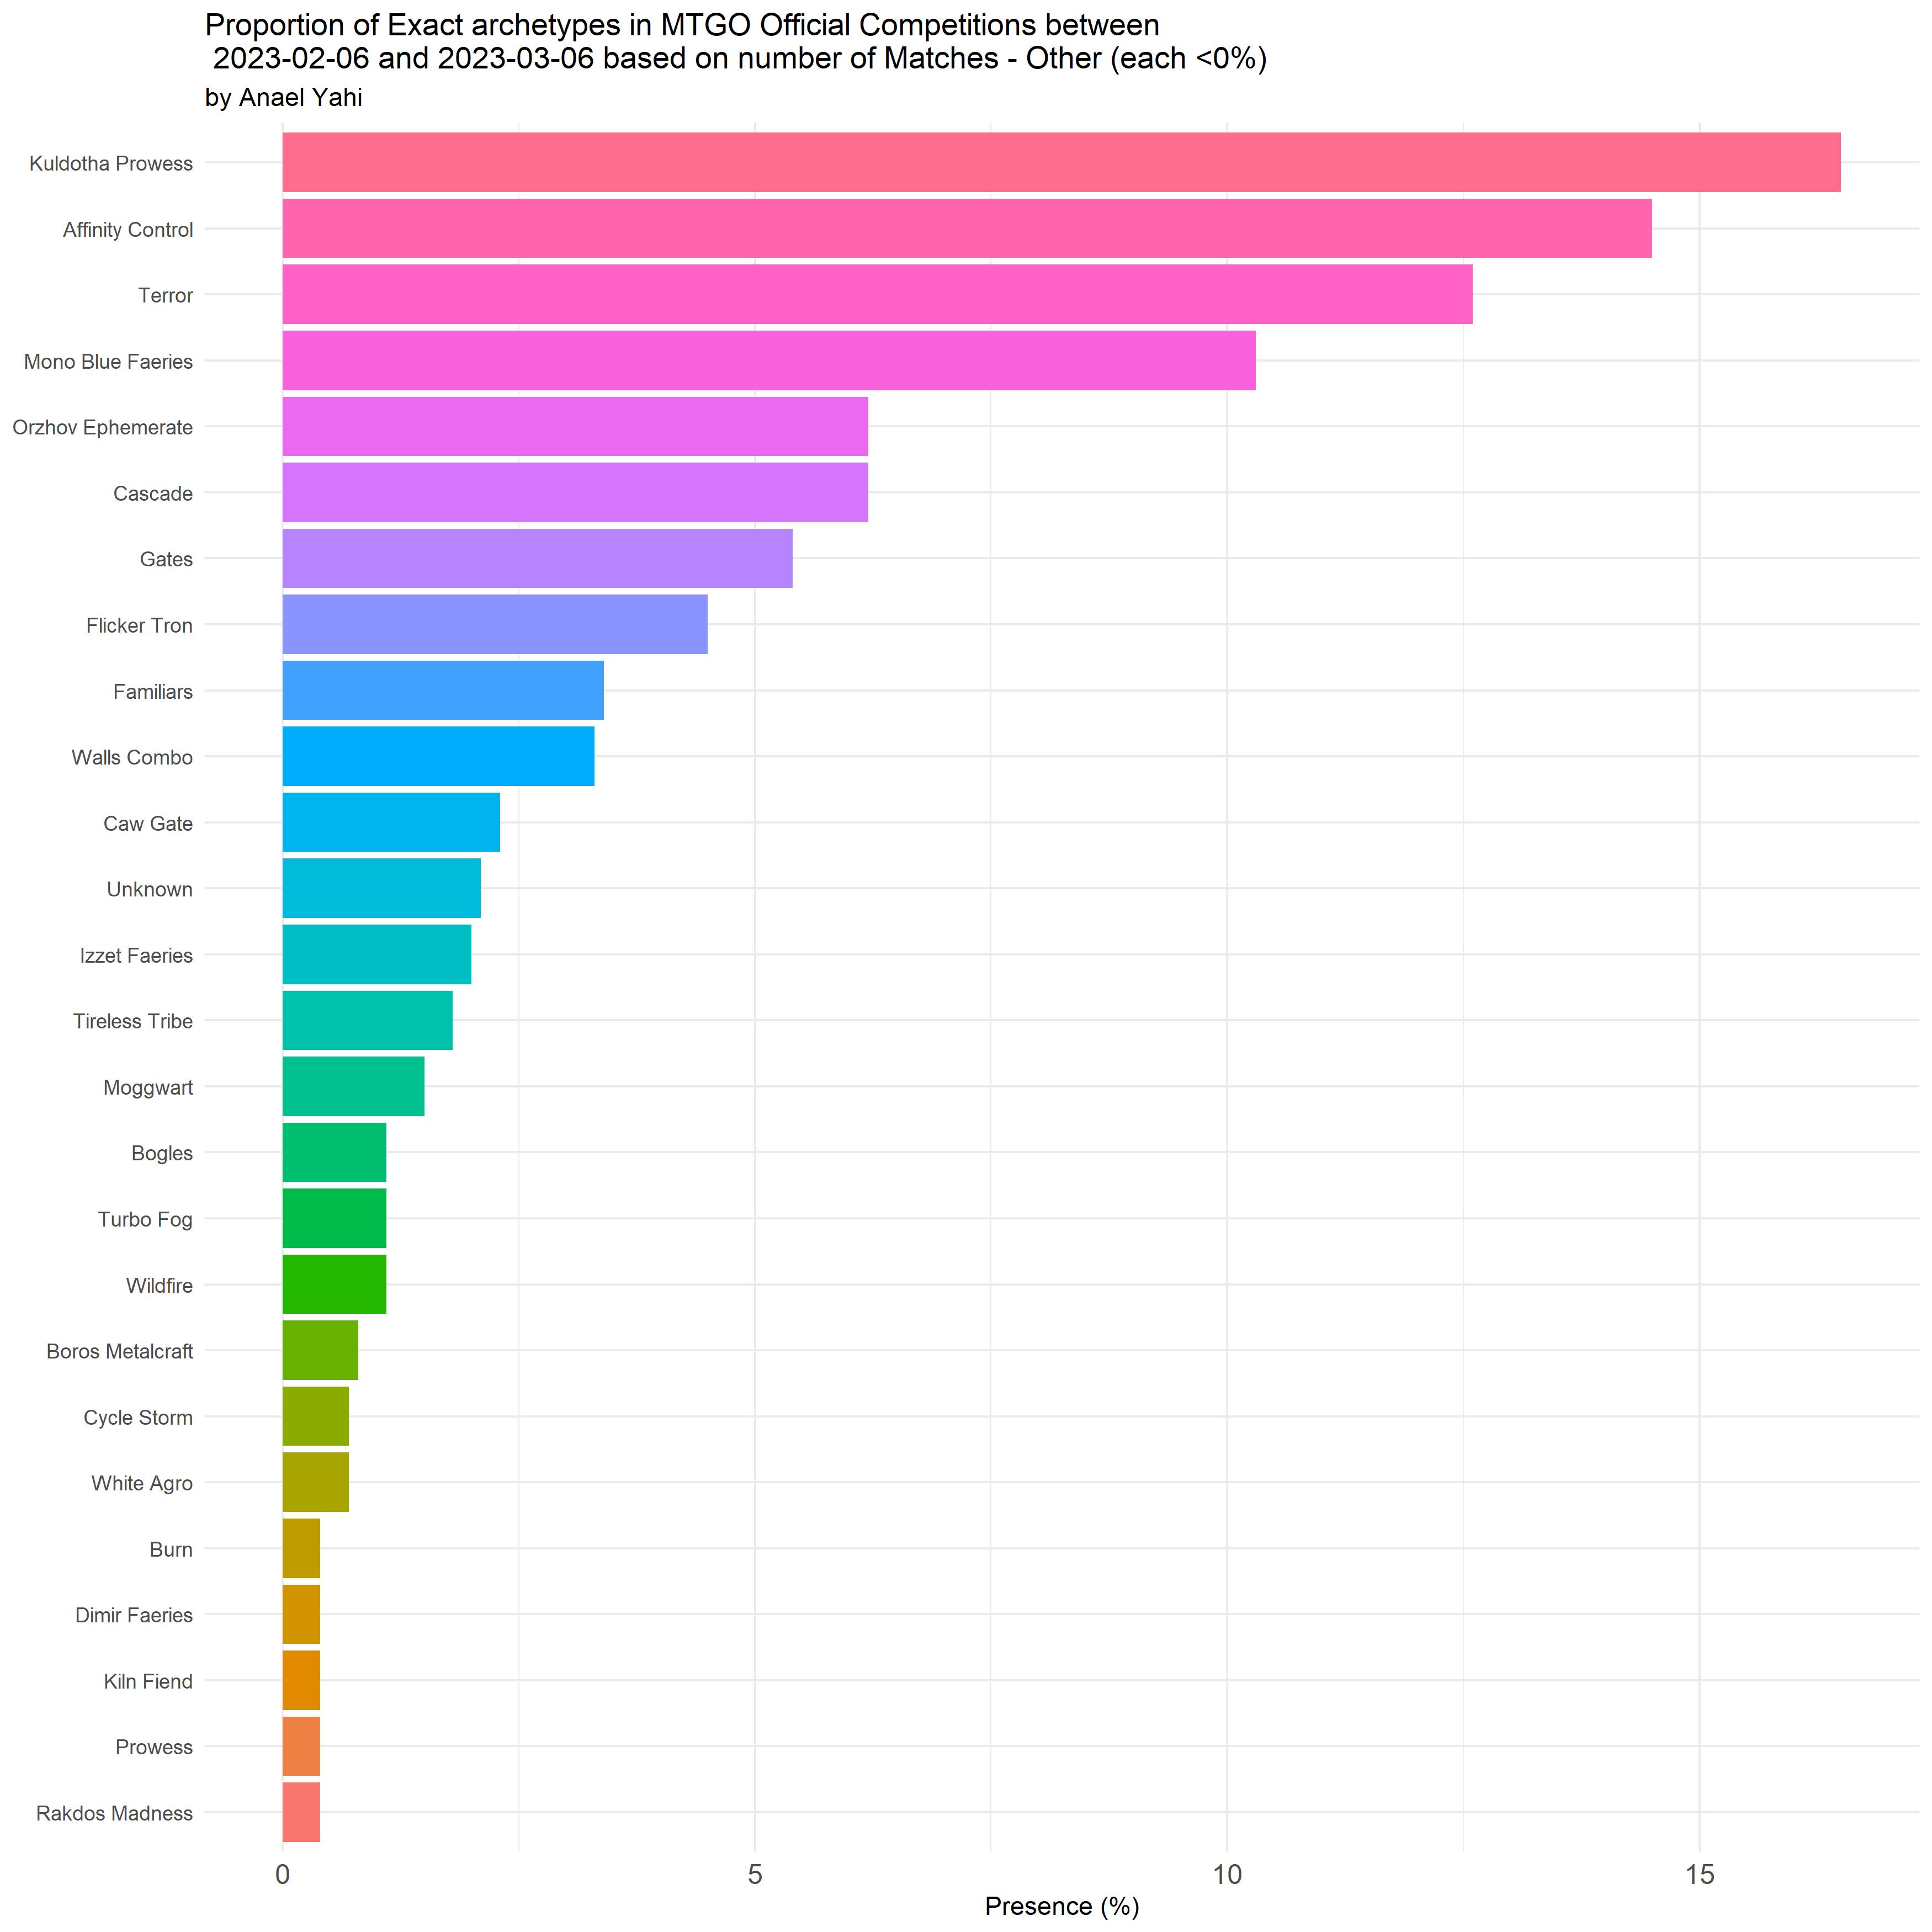 Proportion of Exact archetypes in MTGO Official Competitions between
2023-02-06 and 2023-03-06 based on number of Matches - Other (each <0%)
by Anael Yahi
Kuldotha Prowess
Affinity Control
Terror
Mono Blue Faeries
Orzhov Ephemerate
Cascade
Gates
Flicker Tron
Familiars
Walls Combo
Caw Gate
Unknown
Izzet Faeries
Tireless Tribe
Moggwart
Bogles
Turbo Fog
Wildfire
Boros Metalcraft
Cycle Storm
White Agro
Burn
Dimir Faeries
Kiln Fiend
Prowess
Rakdos Madness
0 5 10 15
Presence (%)